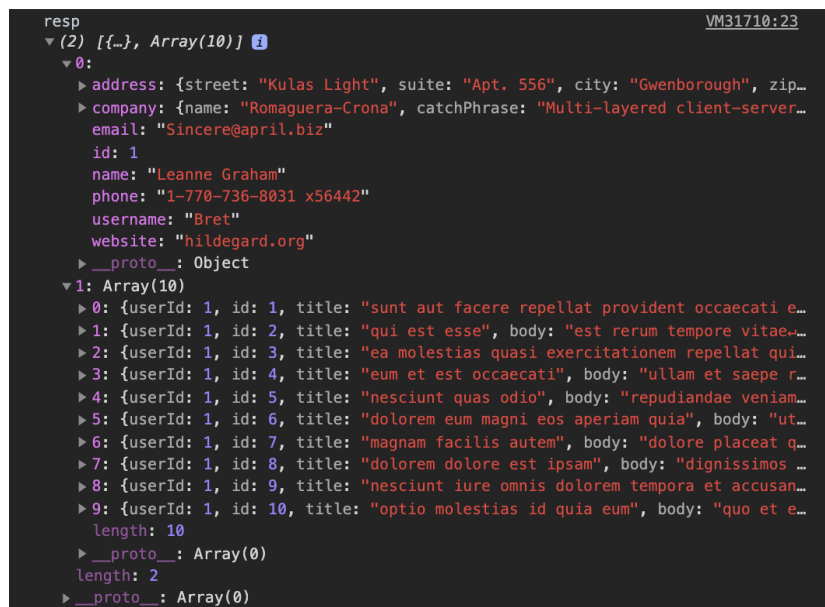 resp VM31710:23
▼(2) [{…}, Array(10)] i
▼0:
▶address: {street: "Kulas Light", suite: "Apt. 556", city: "Gwenborough", zip…
▶company: {name: "Romaguera-Crona", catchPhrase: "Multi-layered client-server…
email: "Sincere@april.biz"
id: 1
name: "Leanne Graham"
phone: "1-770-736-8031 x56442"
username: "Bret"
website: "hildegard.org"
▶__proto__: Object
▼1: Array(10)
▶0: {userId: 1, id: 1, title: "sunt aut facere repellat provident occaecati e…
▶1: {userId: 1, id: 2, title: "qui est esse", body: "est rerum tempore vitae↵…
▶2: {userId: 1, id: 3, title: "ea molestias quasi exercitationem repellat qui…
▶3: {userId: 1, id: 4, title: "eum et est occaecati", body: "ullam et saepe r…
▶4: {userId: 1, id: 5, title: "nesciunt quas odio", body: "repudiandae veniam…
▶5: {userId: 1, id: 6, title: "dolorem eum magni eos aperiam quia", body: "ut…
▶6: {userId: 1, id: 7, title: "magnam facilis autem", body: "dolore placeat q…
▶7: {userId: 1, id: 8, title: "dolorem dolore est ipsam", body: "dignissimos …
▶8: {userId: 1, id: 9, title: "nesciunt iure omnis dolorem tempora et accusan…
▶9: {userId: 1, id: 10, title: "optio molestias id quia eum", body: "quo et e…
length: 10
▶__proto__: Array(0)
length: 2
▶__proto__: Array(0)